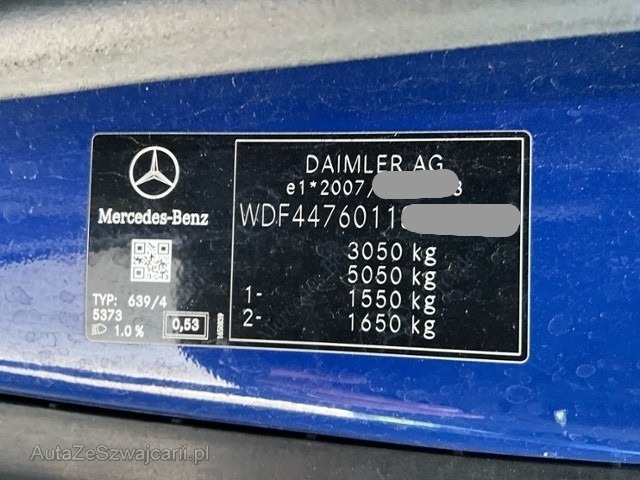 Mercedes-Benz
TYP: 639/4
5373
1.0 %
0,53
DAIMLER AG
e1*2007/
WDF4476011
3050 kg
5050 kg
1- 1550 kg
2- 1650 kg
AutaZeSzwajcarii.pl